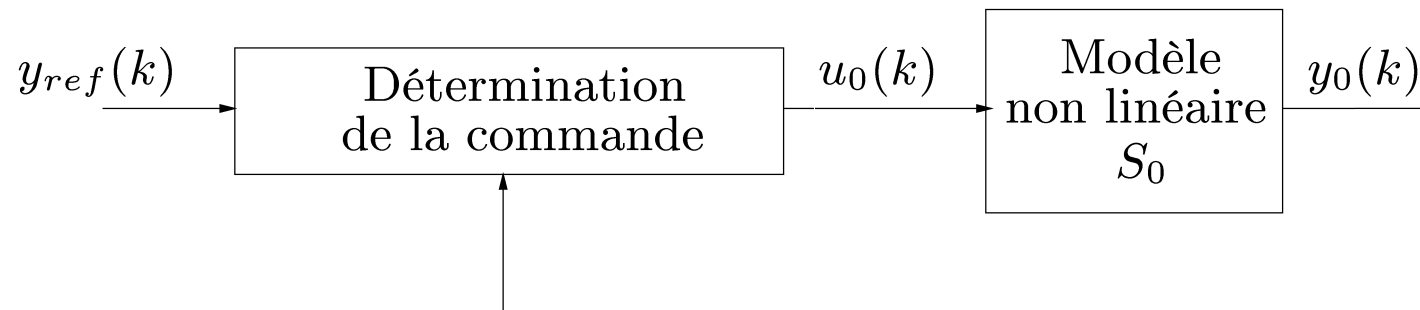 y_{ref}(k)
Détermination
de la commande
u_0(k)
Modèle
non linéaire
S_0
y_0(k)